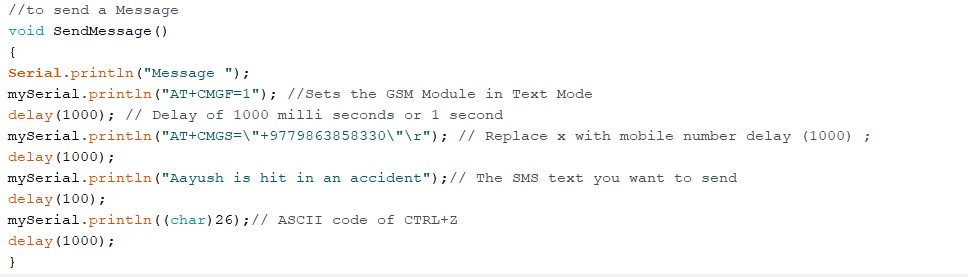 //to send a Message
void SendMessage()
{
Serial.println("Message ");
mySerial.println("AT+CMGF=1"); //Sets the GSM Module in Text Mode
delay(1000); // Delay of 1000 milli seconds or 1 second
mySerial.println("AT+CMGS=\"+9779863858330\"\r"); // Replace x with mobile number delay (1000) ;
delay(1000);
mySerial.println("Aayush is hit in an accident");// The SMS text you want to send
delay(100);
mySerial.println((char)26);// ASCII code of CTRL+Z
delay(1000);
}